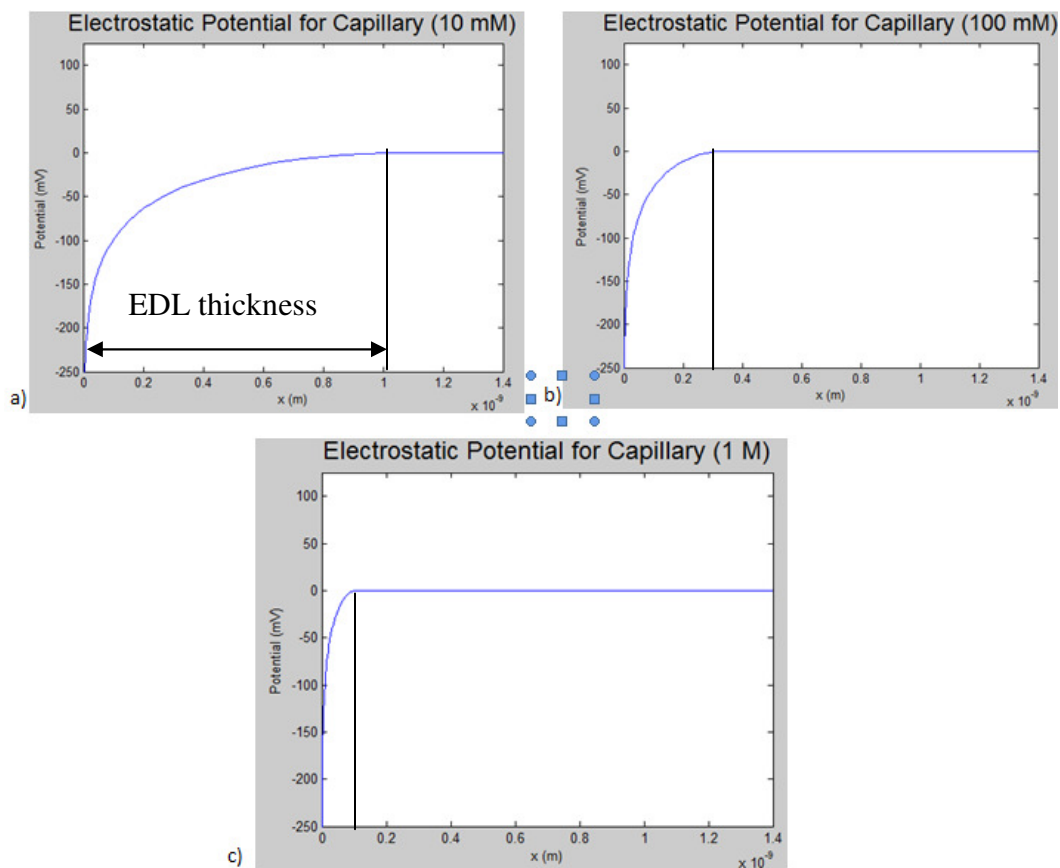 Electrostatic Potential for Capillary (10 mM)
100
50
0
-50
-100
-150
-200
-250
Potential (mV)
EDL thickness
0 0.2 0.4 0.6 0.8 1 1.2 1.4
x (m)
x 10⁻⁹
a)
Electrostatic Potential for Capillary (100 mM)
100
50
0
-50
-100
-150
-200
-250
Potential (mV)
0 0.2 0.4 0.6 0.8 1 1.2 1.4
x (m)
x 10⁻⁹
b)
Electrostatic Potential for Capillary (1 M)
100
50
0
-50
-100
-150
-200
-250
Potential (mV)
0 0.2 0.4 0.6 0.8 1 1.2 1.4
x (m)
x 10⁻⁹
c)